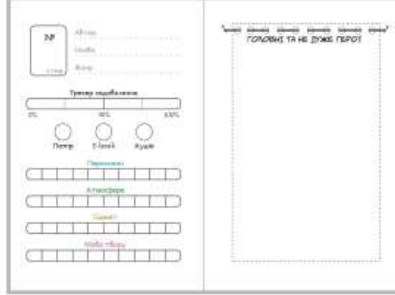 №
Автор
Назва
Жанр
Трекер задоволення
0% 50% 100%
Папір E-book Аудіо
Персонажі
Атмосфера
Сюжет
Мова твору
ГОЛОВНІ ТА НЕ ДУЖЕ ГЕРОЇ